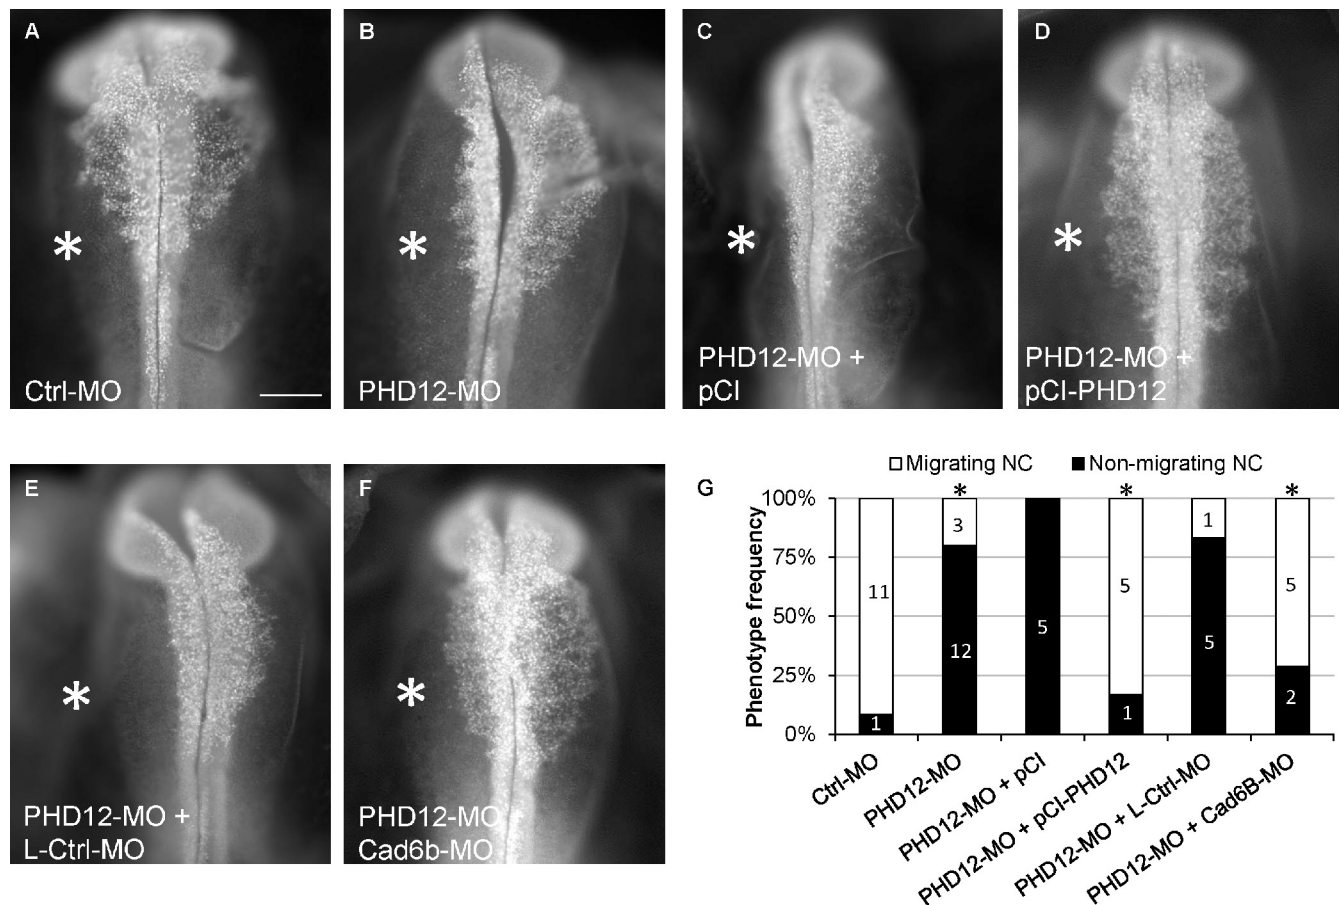 A
*
Ctrl-MO
B
*
PHD12-MO
C
*
PHD12-MO +
pCI
D
*
PHD12-MO +
pCI-PHD12
E
*
PHD12-MO +
L-Ctrl-MO
F
*
PHD12-MO +
Cad6b-MO
G
Migrating NC
Non-migrating NC
Phenotype frequency
100%
75%
50%
25%
0%
* * *
11
1
3
12
5
5
1
1
5
5
2
Ctrl-MO
PHD12-MO
PHD12-MO + pCI
PHD12-MO + pCI-PHD12
PHD12-MO + L-Ctrl-MO
PHD12-MO + Cad6B-MO